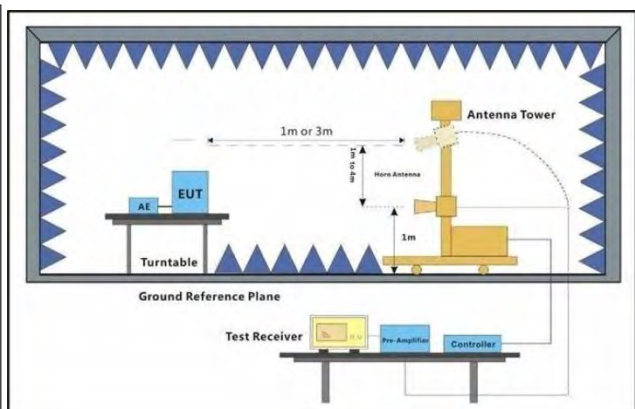 Antenna Tower
1m or 3m
1m to 4m
Horn Antenna
EUT
AE
1m
Turntable
Ground Reference Plane
Test Receiver
Pre-Amplifier
Controller